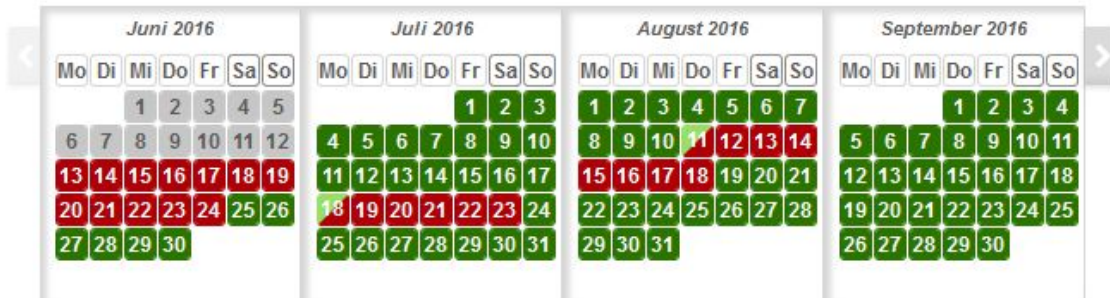 Juni 2016
Mo Di Mi Do Fr Sa So
1 2 3 4 5
6 7 8 9 10 11 12
13 14 15 16 17 18 19
20 21 22 23 24 25 26
27 28 29 30
Juli 2016
Mo Di Mi Do Fr Sa So
1 2 3
4 5 6 7 8 9 10
11 12 13 14 15 16 17
18 19 20 21 22 23 24
25 26 27 28 29 30 31
August 2016
Mo Di Mi Do Fr Sa So
1 2 3 4 5 6 7
8 9 10 11 12 13 14
15 16 17 18 19 20 21
22 23 24 25 26 27 28
29 30 31
September 2016
Mo Di Mi Do Fr Sa So
1 2 3 4
5 6 7 8 9 10 11
12 13 14 15 16 17 18
19 20 21 22 23 24 25
26 27 28 29 30